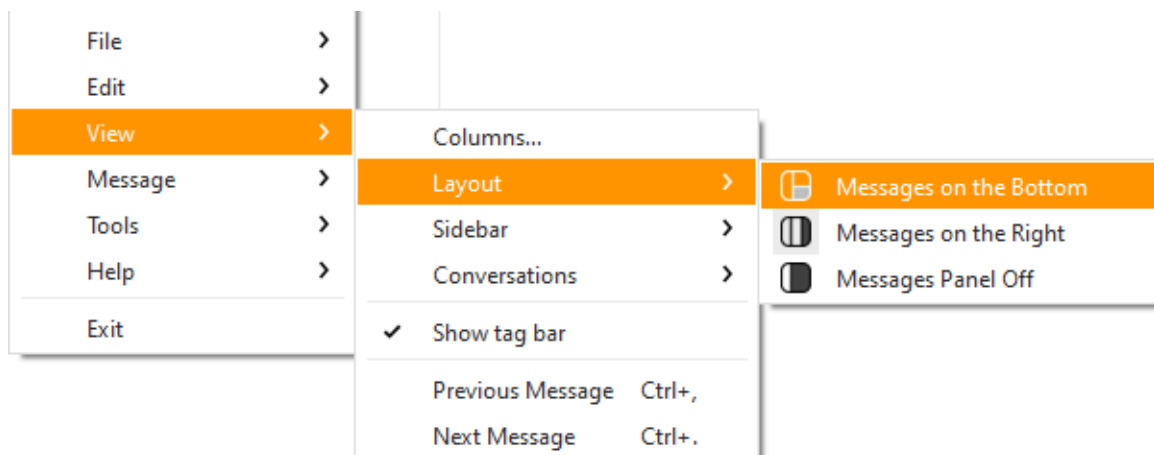 File
Edit
View
Message
Tools
Help
Exit
Columns...
Layout
Sidebar
Conversations
Show tag bar
Previous Message Ctrl+,
Next Message Ctrl+.
Messages on the Bottom
Messages on the Right
Messages Panel Off